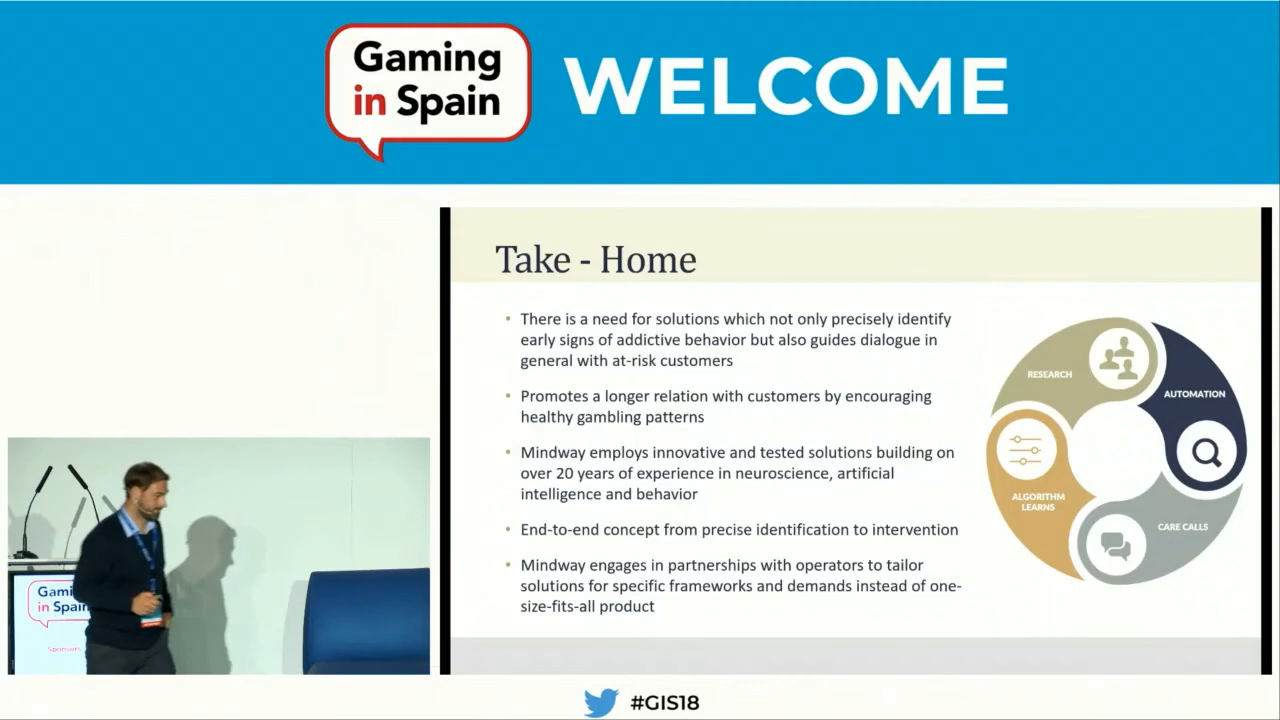 Gaming
in Spain
WELCOME
Take - Home
• There is a need for solutions which not only precisely identify
early signs of addictive behavior but also guides dialogue in
general with at-risk customers
• Promotes a longer relation with customers by encouraging
healthy gambling patterns
• Mindway employs innovative and tested solutions building on
over 20 years of experience in neuroscience, artificial
intelligence and behavior
• End-to-end concept from precise identification to intervention
• Mindway engages in partnerships with operators to tailor
solutions for specific frameworks and demands instead of one-
size-fits-all product
RESEARCH
AUTOMATION
ALGORITHM
LEARNS
CARE CALLS
Gami
in Spain
Sponsors
#GIS18